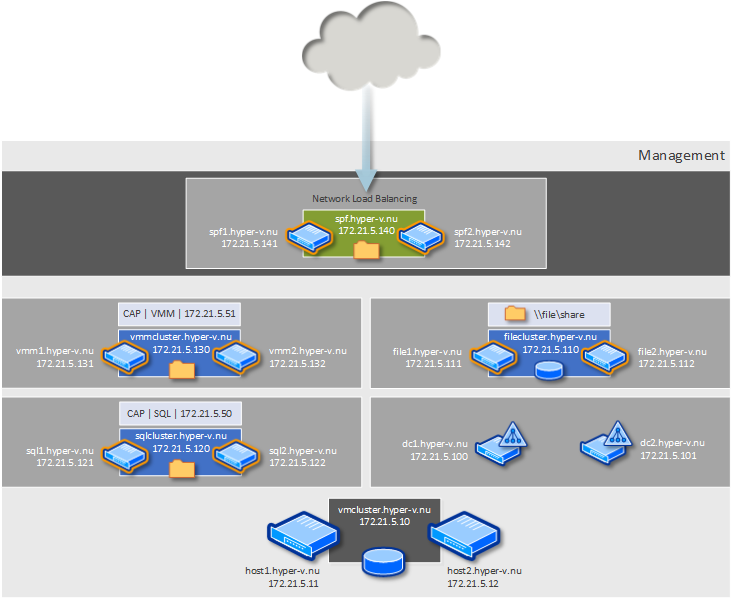 Management
Network Load Balancing
spf.hyper-v.nu
172.21.5.140
spf1.hyper-v.nu
172.21.5.141
spf2.hyper-v.nu
172.21.5.142
CAP | VMM | 172.21.5.51
vmmcluster.hyper-v.nu
172.21.5.130
vmm1.hyper-v.nu
172.21.5.131
vmm2.hyper-v.nu
172.21.5.132
\\file\share
filecluster.hyper-v.nu
172.21.5.110
file1.hyper-v.nu
172.21.5.111
file2.hyper-v.nu
172.21.5.112
CAP | SQL | 172.21.5.50
sqlcluster.hyper-v.nu
172.21.5.120
sql1.hyper-v.nu
172.21.5.121
sql2.hyper-v.nu
172.21.5.122
dc1.hyper-v.nu
172.21.5.100
dc2.hyper-v.nu
172.21.5.101
vmcluster.hyper-v.nu
172.21.5.10
host1.hyper-v.nu
172.21.5.11
host2.hyper-v.nu
172.21.5.12